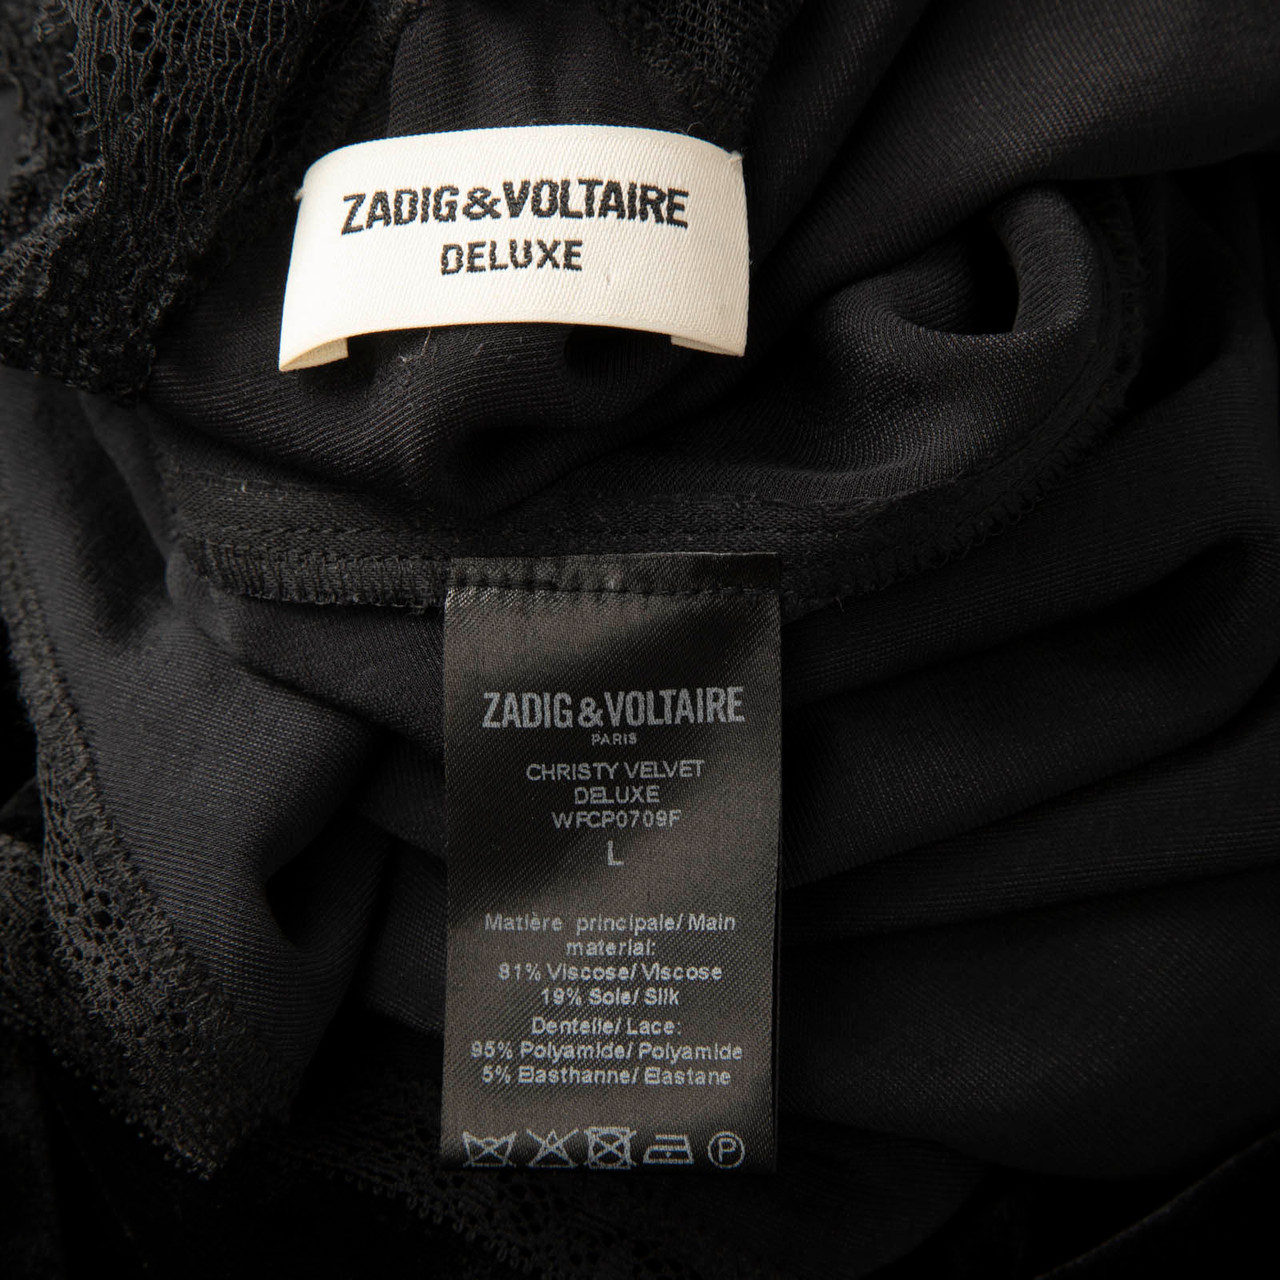 ZADIG&VOLTAIRE
DELUXE
ZADIG&VOLTAIRE
PARIS
CHRISTY VELVET
DELUXE
WFCP0709F
L
Matière principale/ Main
material:
81% Viscose/ Viscose
19% Soie/ Silk
Dentelle/ Lace:
95% Polyamide/ Polyamide
5% Elasthanne/ Elastane
P